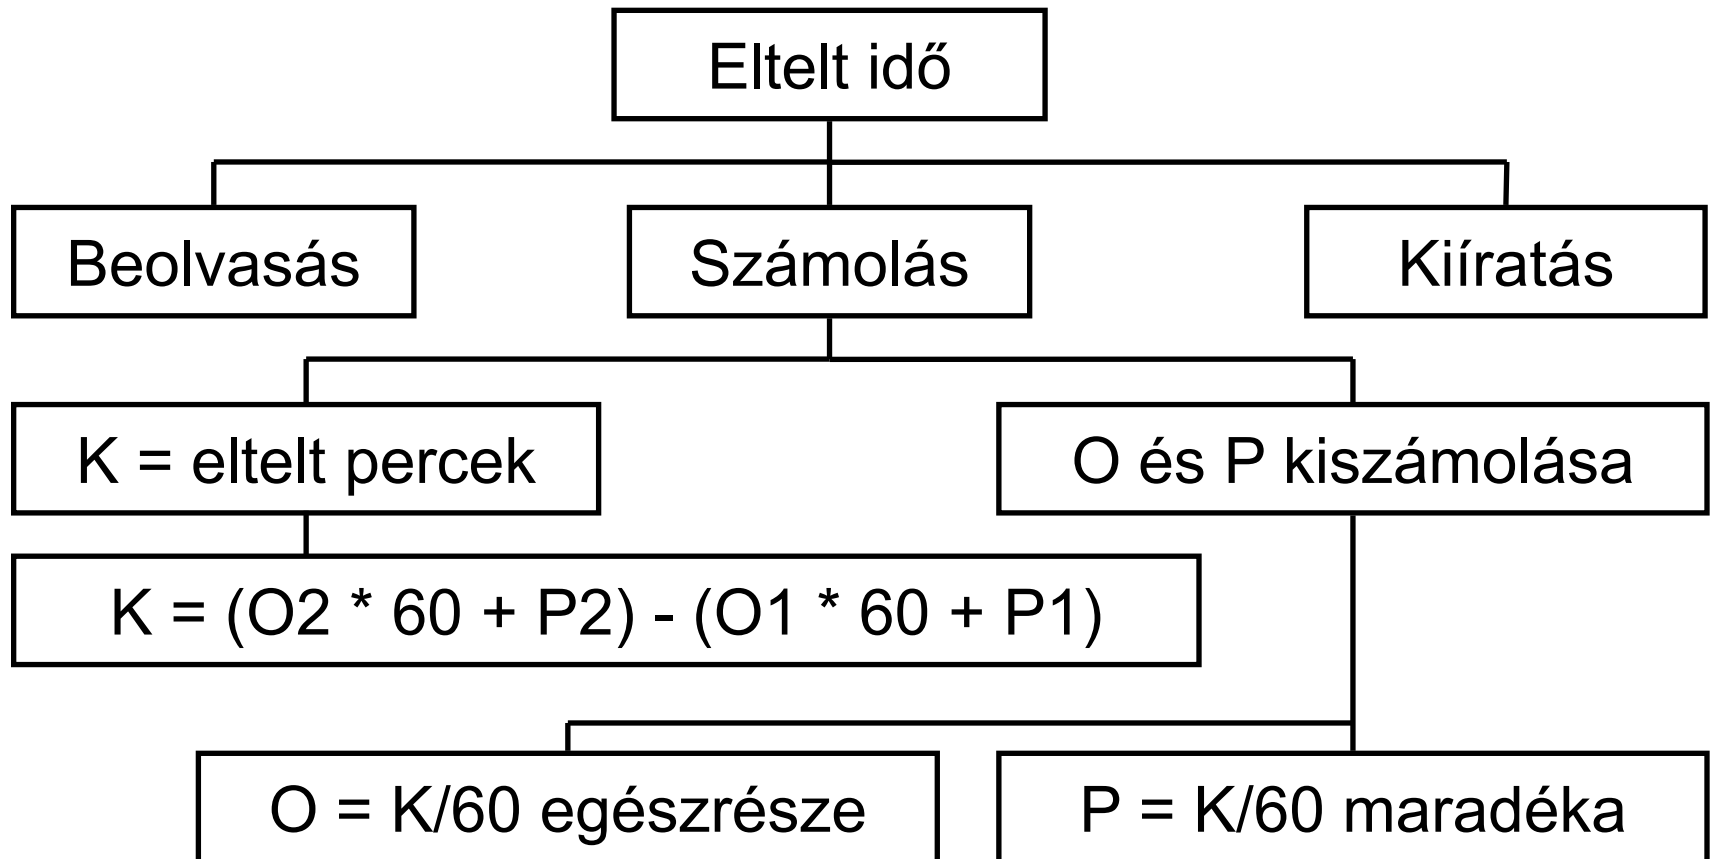 Eltelt idő
Beolvasás
Számolás
Kiíratás
K = eltelt percek
O és P kiszámolása
K = (O2 * 60 + P2) - (O1 * 60 + P1)
O = K/60 egészrésze
P = K/60 maradéka